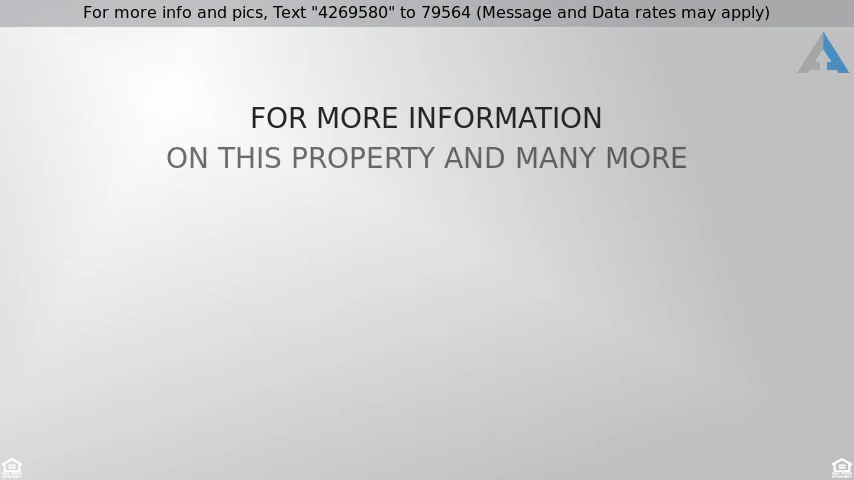 For more info and pics, Text "4269580" to 79564 (Message and Data rates may apply)
FOR MORE INFORMATION
ON THIS PROPERTY AND MANY MORE